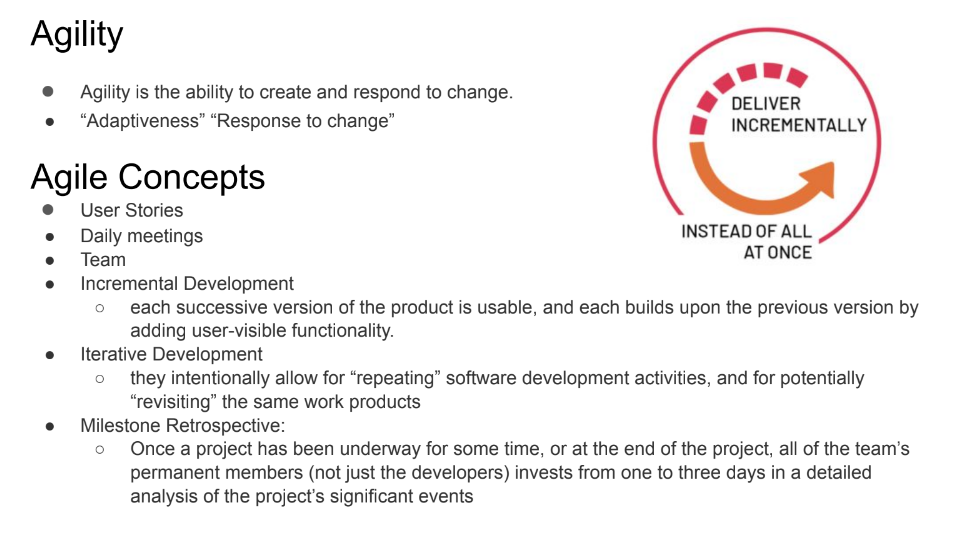 Agility
● Agility is the ability to create and respond to change.
● “Adaptiveness” “Response to change”
DELIVER
INCREMENTALLY
INSTEAD OF ALL
AT ONCE
Agile Concepts
● User Stories
● Daily meetings
● Team
● Incremental Development
○ each successive version of the product is usable, and each builds upon the previous version by
adding user-visible functionality.
● Iterative Development
○ they intentionally allow for “repeating” software development activities, and for potentially
“revisiting” the same work products
● Milestone Retrospective:
○ Once a project has been underway for some time, or at the end of the project, all of the team’s
permanent members (not just the developers) invests from one to three days in a detailed
analysis of the project’s significant events